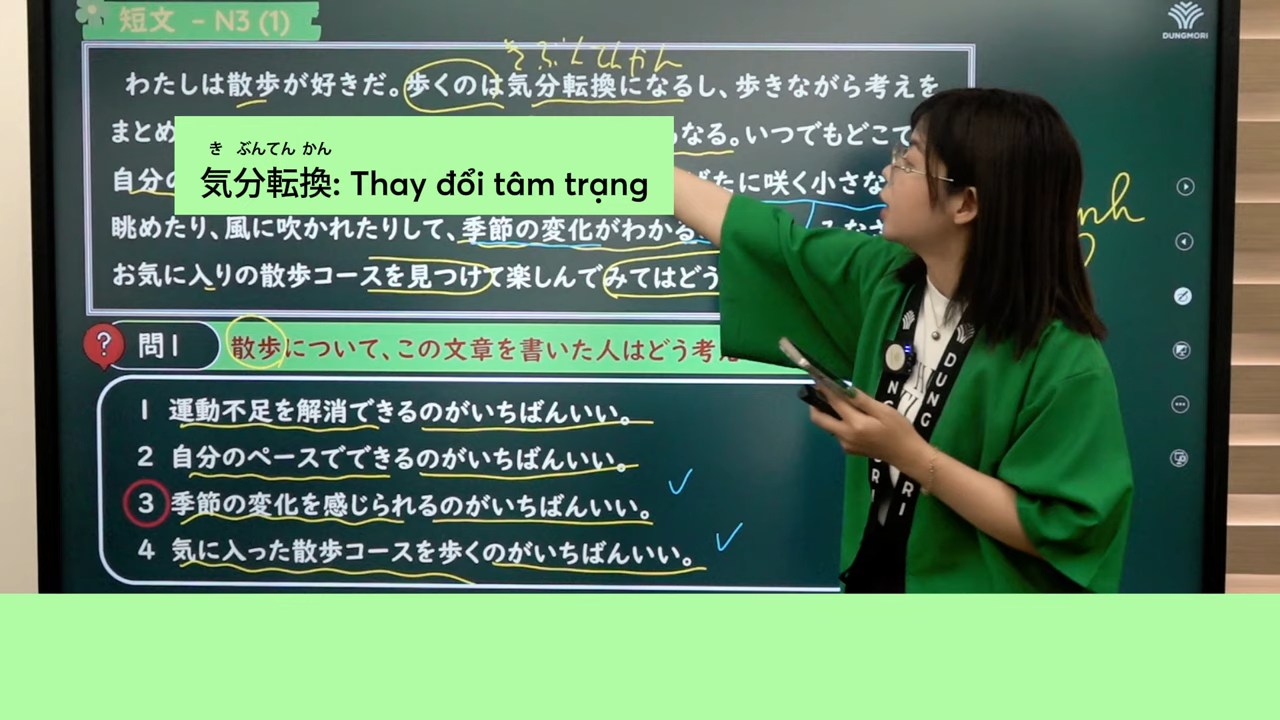 短文 - N3 (1)
DUNGMORI
きぶんてんかん
わたしは散歩が好きだ。歩くのは気分転換になるし、歩きながら考えを
まとめ
なる。いつでもどこで
き ぶんてん かん
気分転換: Thay đổi tâm trạng
自分の
ばたに咲く小さな
nh
眺めたり、風に吹かれたりして、季節の変化がわかる
みなさ
お気に入りの散歩コースを見つけて楽しんでみてはどう
? 問1 散歩について、この文章を書いた人はどう考え
1 運動不足を解消できるのがいちばんいい。
2 自分のペースでできるのがいちばんいい。
3 季節の変化を感じられるのがいちばんいい。
4 気に入った散歩コースを歩くのがいちばんいい。
DUNG
RI
NG
RI